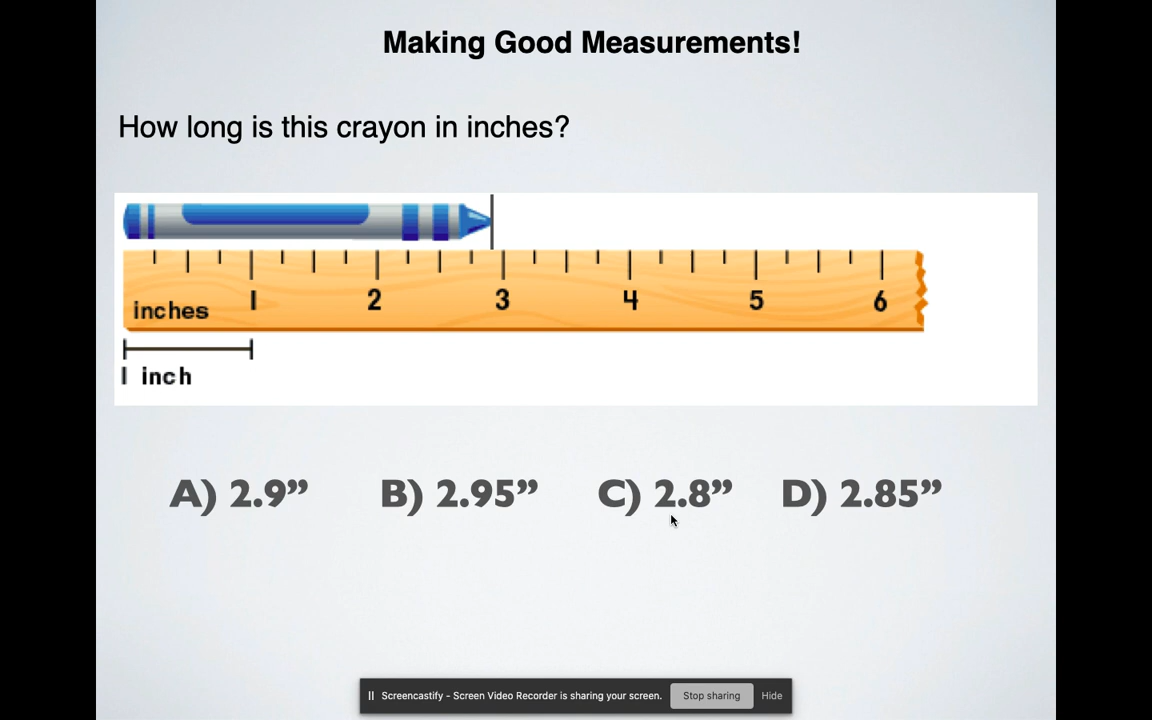 Making Good Measurements!
How long is this crayon in inches?
inches 1 2 3 4 5 6
1 inch
A) 2.9” B) 2.95” C) 2.8” D) 2.85”
Screencastify - Screen Video Recorder is sharing your screen. Stop sharing Hide